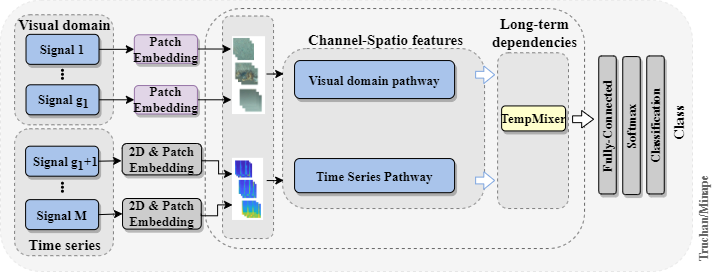 Visual domain
Signal 1
Patch
Embedding
Signal g1
Patch
Embedding
Signal g1+1
2D & Patch
Embedding
Signal M
2D & Patch
Embedding
Time series
Channel-Spatio features
Visual domain pathway
Time Series Pathway
Long-term
dependencies
TempMixer
Fully-Connected
Softmax
Classification
Class
Truchan/Minape